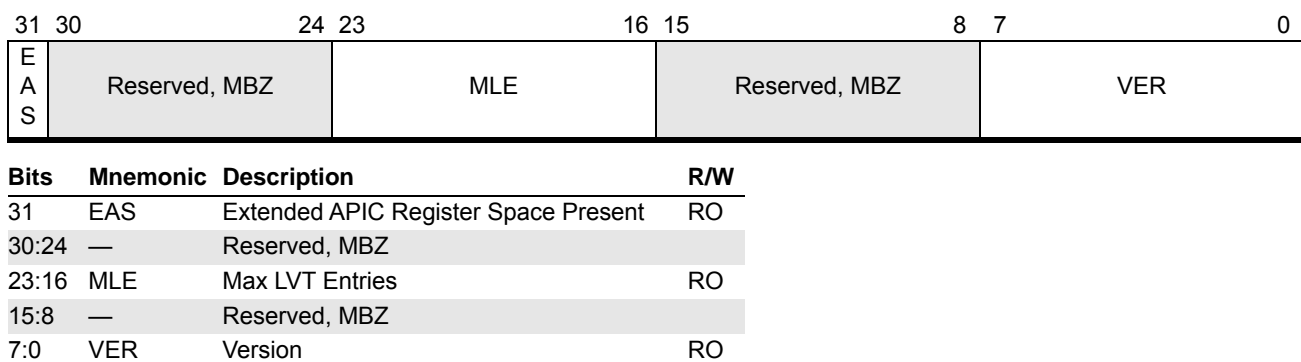 31 30 24 23 16 15 8 7 0
E
A Reserved, MBZ MLE Reserved, MBZ VER
S
Bits Mnemonic Description R/W
31 EAS Extended APIC Register Space Present RO
30:24 — Reserved, MBZ
23:16 MLE Max LVT Entries RO
15:8 — Reserved, MBZ
7:0 VER Version RO